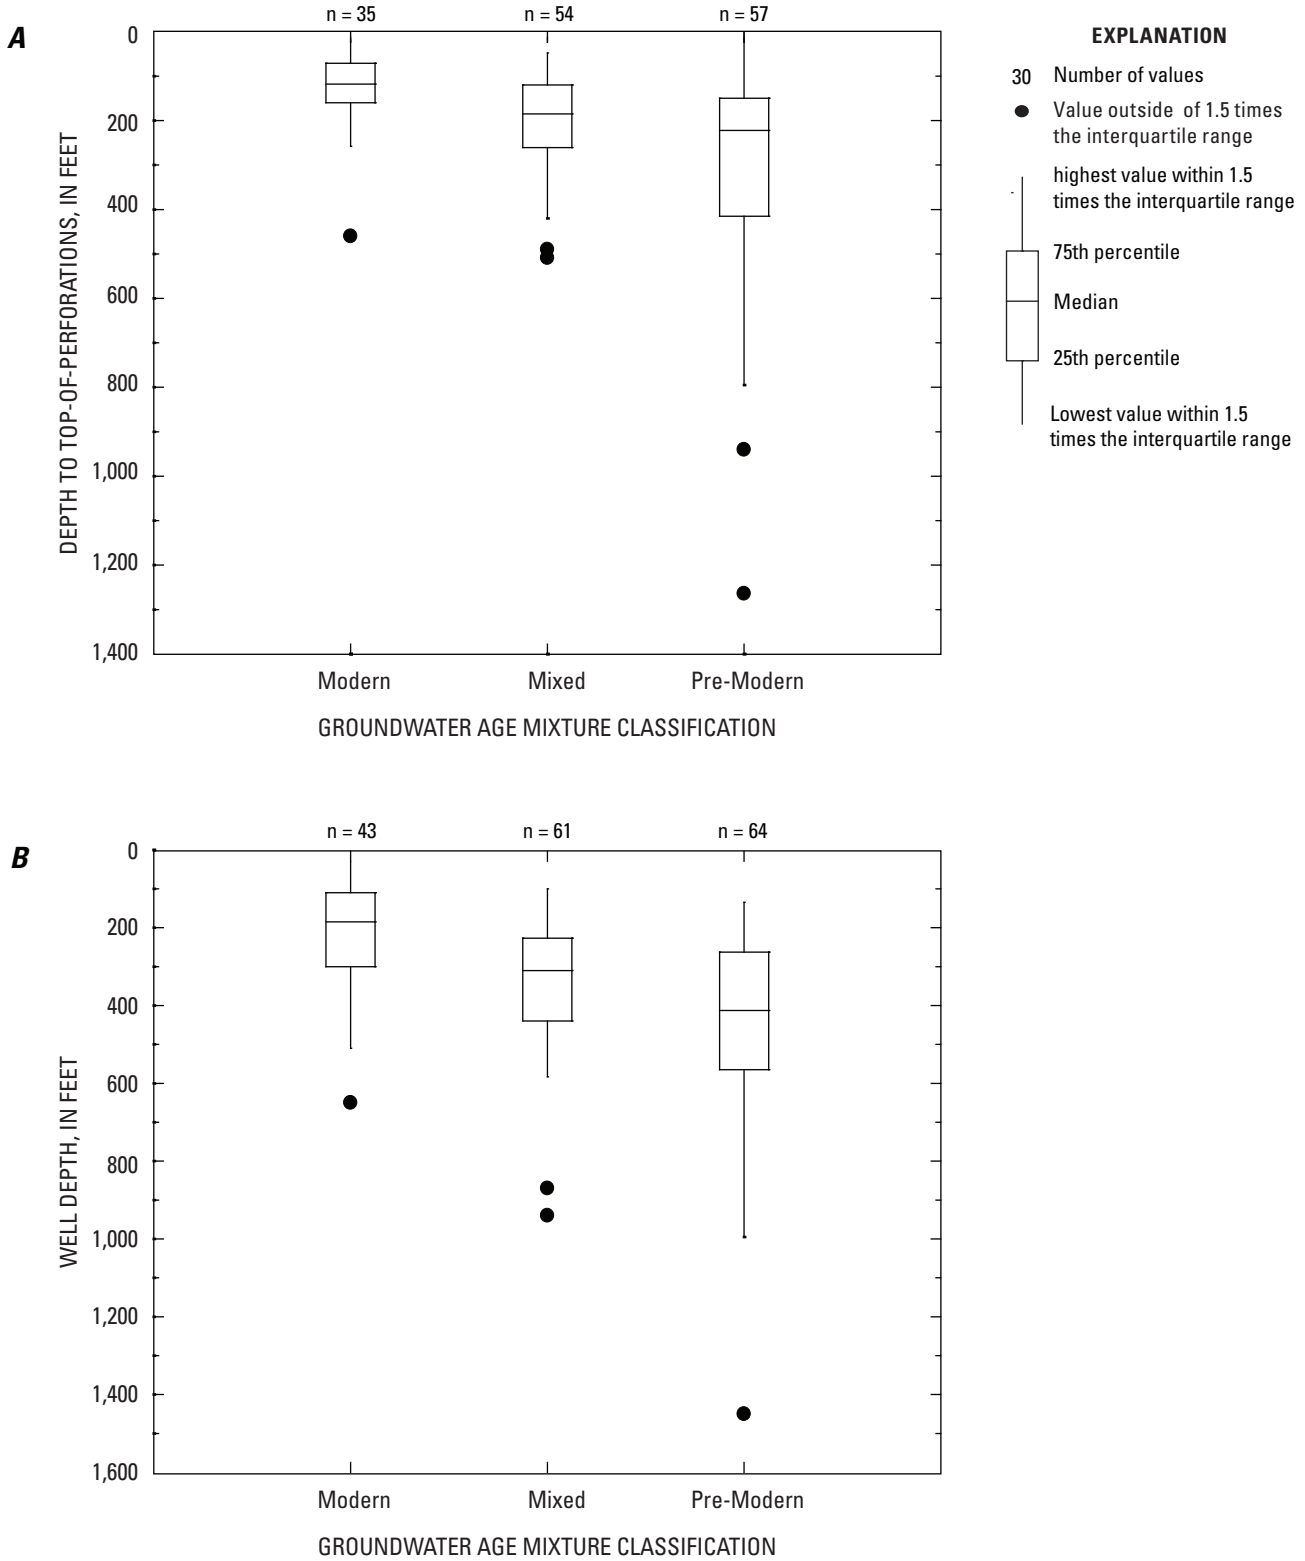 A
n = 35
n = 54
n = 57
0
200
400
600
800
1,000
1,200
1,400
DEPTH TO TOP-OF-PERFORATIONS, IN FEET
Modern
Mixed
Pre-Modern
GROUNDWATER AGE MIXTURE CLASSIFICATION
EXPLANATION
30 Number of values
Value outside of 1.5 times
the interquartile range
highest value within 1.5
times the interquartile range
75th percentile
Median
25th percentile
Lowest value within 1.5
times the interquartile range
B
n = 43
n = 61
n = 64
0
200
400
600
800
1,000
1,200
1,400
1,600
WELL DEPTH, IN FEET
Modern
Mixed
Pre-Modern
GROUNDWATER AGE MIXTURE CLASSIFICATION